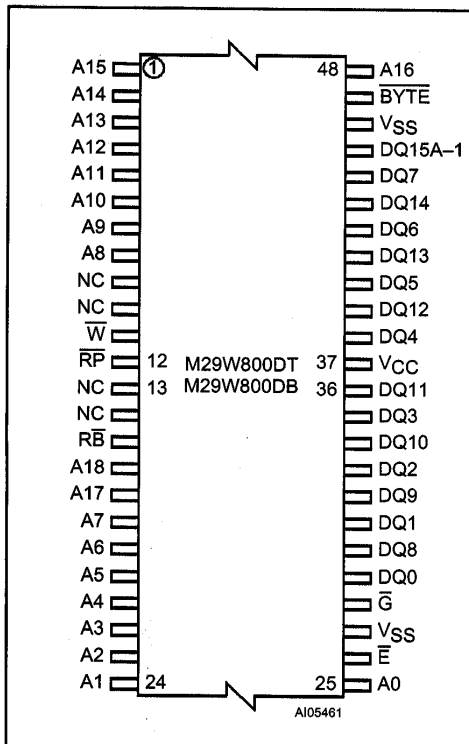 A15 1 48 A16
A14 B̅Y̅T̅E̅
A13 VSS
A12 DQ15A–1
A11 DQ7
A10 DQ14
A9 DQ6
A8 DQ13
NC DQ5
NC DQ12
W̅ DQ4
R̅P̅ 12 M29W800DT 37 VCC
NC 13 M29W800DB 36 DQ11
NC DQ3
RB̅ DQ10
A18 DQ2
A17 DQ9
A7 DQ1
A6 DQ8
A5 DQ0
A4 G̅
A3 VSS
A2 E̅
A1 24 25 A0
AI05461